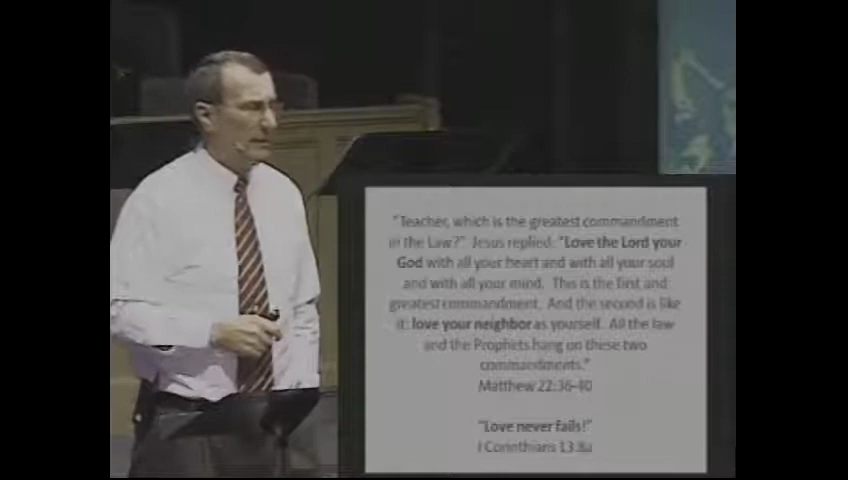 "Teacher, which is the greatest commandment
in the Law?" Jesus replied: "Love the Lord your
God with all your heart and with all your soul
and with all your mind. This is the first and
greatest commandment. And the second is like
it: love your neighbor as yourself. All the law
and the Prophets hang on these two
commandments."
Matthew 22:36-40
"Love never fails!"
I Corinthians 13:8a